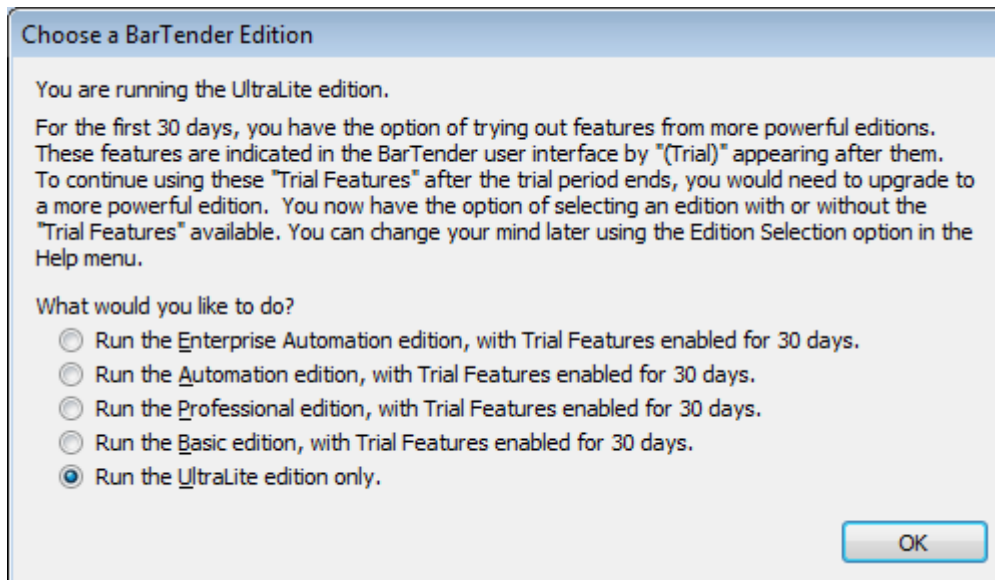 Choose a BarTender Edition
You are running the UltraLite edition.
For the first 30 days, you have the option of trying out features from more powerful editions.
These features are indicated in the BarTender user interface by "(Trial)" appearing after them.
To continue using these "Trial Features" after the trial period ends, you would need to upgrade to
a more powerful edition.  You now have the option of selecting an edition with or without the
"Trial Features" available. You can change your mind later using the Edition Selection option in the
Help menu.
What would you like to do?
Run the Enterprise Automation edition, with Trial Features enabled for 30 days.
Run the Automation edition, with Trial Features enabled for 30 days.
Run the Professional edition, with Trial Features enabled for 30 days.
Run the Basic edition, with Trial Features enabled for 30 days.
Run the UltraLite edition only.
OK